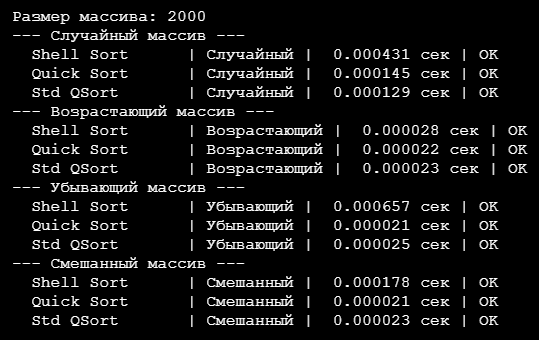 Размер массива: 2000
--- Случайный массив ---
Shell Sort | Случайный | 0.000431 сек | OK
Quick Sort | Случайный | 0.000145 сек | OK
Std QSort | Случайный | 0.000129 сек | OK
--- Возрастающий массив ---
Shell Sort | Возрастающий | 0.000028 сек | OK
Quick Sort | Возрастающий | 0.000022 сек | OK
Std QSort | Возрастающий | 0.000023 сек | OK
--- Убывающий массив ---
Shell Sort | Убывающий | 0.000657 сек | OK
Quick Sort | Убывающий | 0.000021 сек | OK
Std QSort | Убывающий | 0.000025 сек | OK
--- Смешанный массив ---
Shell Sort | Смешанный | 0.000178 сек | OK
Quick Sort | Смешанный | 0.000021 сек | OK
Std QSort | Смешанный | 0.000023 сек | OK